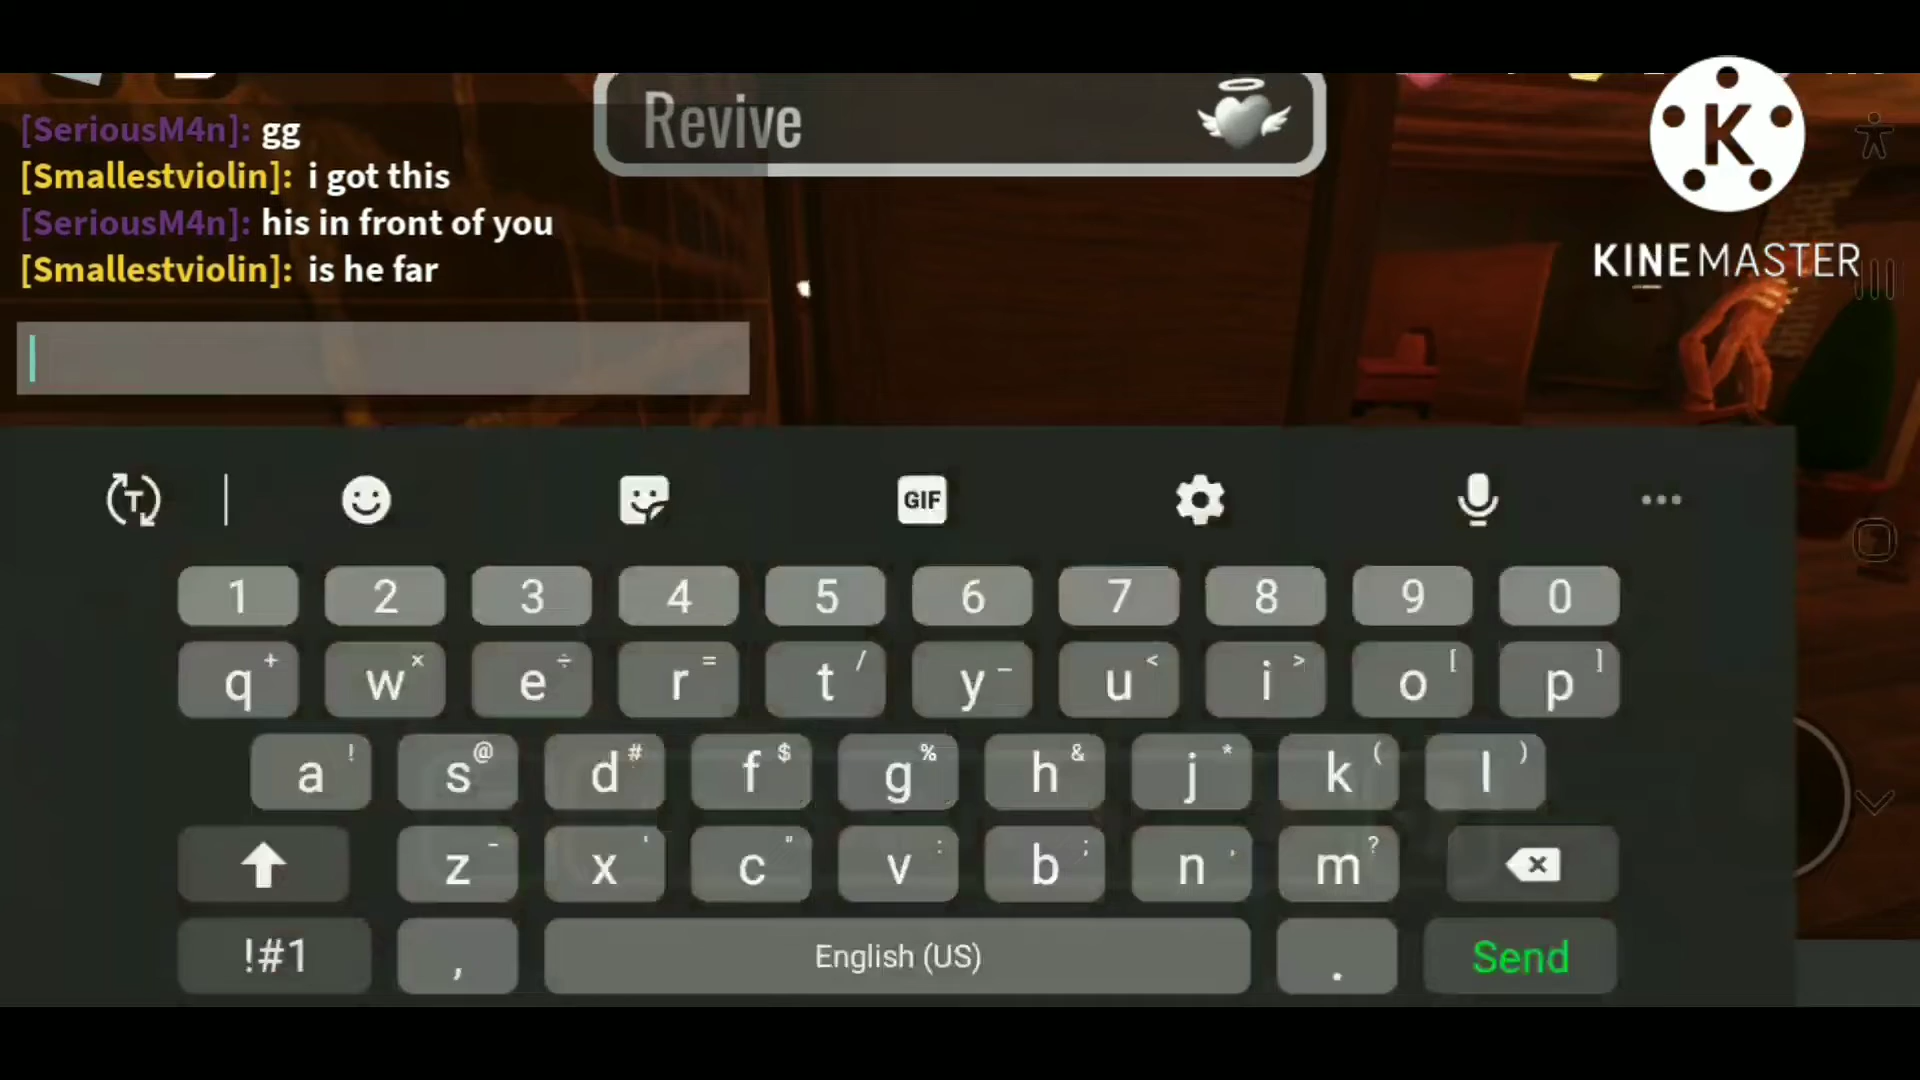 Revive
[SeriousM4n]: gg
[Smallestviolin]: i got this
[SeriousM4n]: his in front of you
[Smallestviolin]: is he far
K
KINEMASTER
T
GIF
1 2 3 4 5 6 7 8 9 0
q + w × e ÷ r = t / y _ u < i > o [ p ]
a ! s @ d # f $ g % h & j * k ( l )
z - x ' c " v : b ; n , m ?
!#1 , English (US) . Send